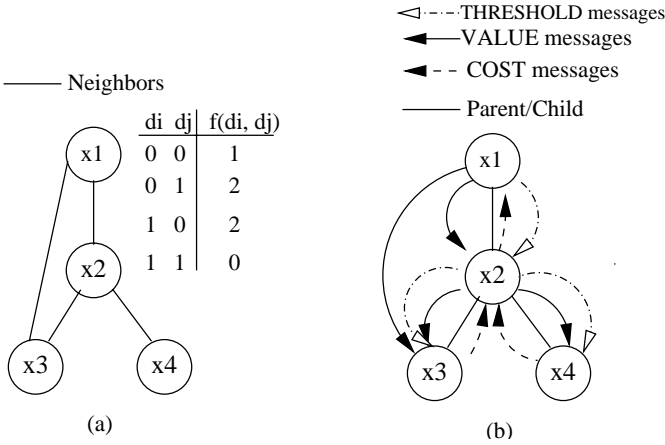 Neighbors
di dj f(di, dj)
0 0 1
0 1 2
1 0 2
1 1 0
x1
x2
x3
x4
(a)
THRESHOLD messages
VALUE messages
COST messages
Parent/Child
x1
x2
x3
x4
(b)